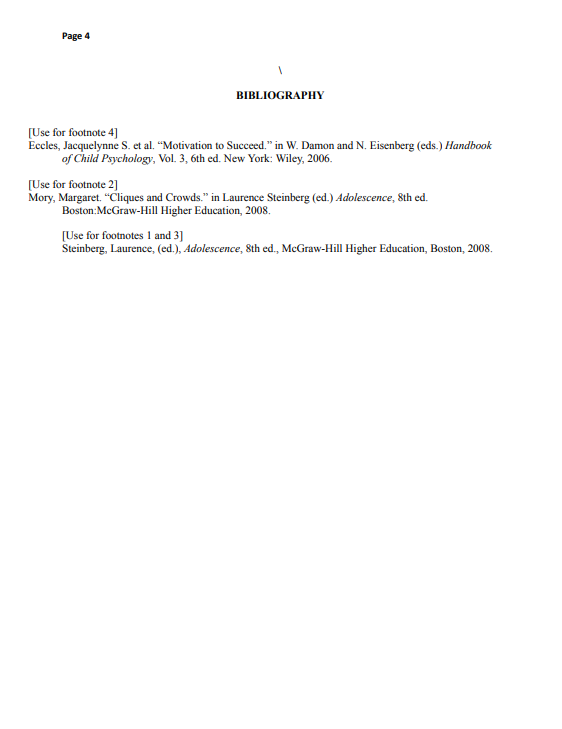 Page 4
\
BIBLIOGRAPHY
[Use for footnote 4]
Eccles, Jacquelynne S. et al. “Motivation to Succeed.” in W. Damon and N. Eisenberg (eds.) Handbook
of Child Psychology, Vol. 3, 6th ed. New York: Wiley, 2006.
[Use for footnote 2]
Mory, Margaret. “Cliques and Crowds.” in Laurence Steinberg (ed.) Adolescence, 8th ed.
Boston:McGraw-Hill Higher Education, 2008.
[Use for footnotes 1 and 3]
Steinberg, Laurence, (ed.), Adolescence, 8th ed., McGraw-Hill Higher Education, Boston, 2008.